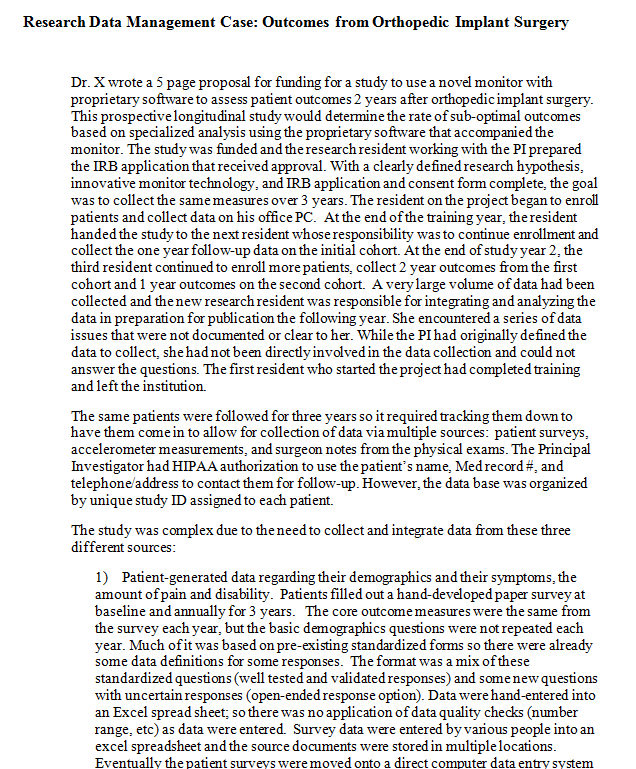 Research Data Management Case: Outcomes from Orthopedic Implant Surgery
Dr. X wrote a 5 page proposal for funding for a study to use a novel monitor with
proprietary software to assess patient outcomes 2 years after orthopedic implant surgery.
This prospective longitudinal study would determine the rate of sub-optimal outcomes
based on specialized analysis using the proprietary software that accompanied the
monitor. The study was funded and the research resident working with the PI prepared
the IRB application that received approval. With a clearly defined research hypothesis,
innovative monitor technology, and IRB application and consent form complete, the goal
was to collect the same measures over 3 years. The resident on the project began to enroll
patients and collect data on his office PC. At the end of the training year, the resident
handed the study to the next resident whose responsibility was to continue enrollment and
collect the one year follow-up data on the initial cohort. At the end of study year 2, the
third resident continued to enroll more patients, collect 2 year outcomes from the first
cohort and 1 year outcomes on the second cohort. A very large volume of data had been
collected and the new research resident was responsible for integrating and analyzing the
data in preparation for publication the following year. She encountered a series of data
issues that were not documented or clear to her. While the PI had originally defined the
data to collect, she had not been directly involved in the data collection and could not
answer the questions. The first resident who started the project had completed training
and left the institution.
The same patients were followed for three years so it required tracking them down to
have them come in to allow for collection of data via multiple sources: patient surveys,
accelerometer measurements, and surgeon notes from the physical exams. The Principal
Investigator had HIPAA authorization to use the patient's name, Med record #, and
telephone/address to contact them for follow-up. However, the data base was organized
by unique study ID assigned to each patient.
The study was complex due to the need to collect and integrate data from these three
different sources:
1) Patient-generated data regarding their demographics and their symptoms, the
amount of pain and disability. Patients filled out a hand-developed paper survey at
baseline and annually for 3 years. The core outcome measures were the same from
the survey each year, but the basic demographics questions were not repeated each
year. Much of it was based on pre-existing standardized forms so there were already
some data definitions for some responses. The format was a mix of these
standardized questions (well tested and validated responses) and some new questions
with uncertain responses (open-ended response option). Data were hand-entered into
an Excel spread sheet; so there was no application of data quality checks (number
range, etc) as data were entered. Survey data were entered by various people into an
excel spreadsheet and the source documents were stored in multiple locations.
Eventually the patient surveys were moved onto a direct computer data entry system